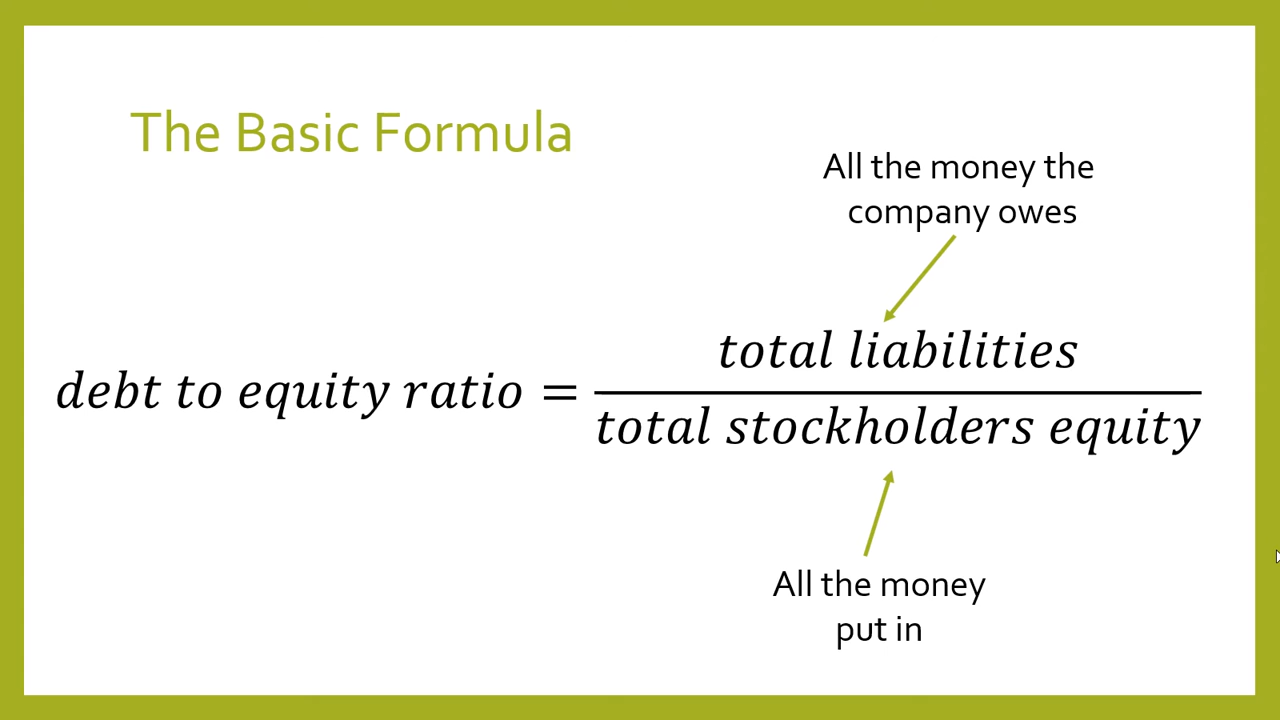 The Basic Formula
All the money the
company owes
debt to equity ratio = total liabilities
total stockholders equity
All the money
put in